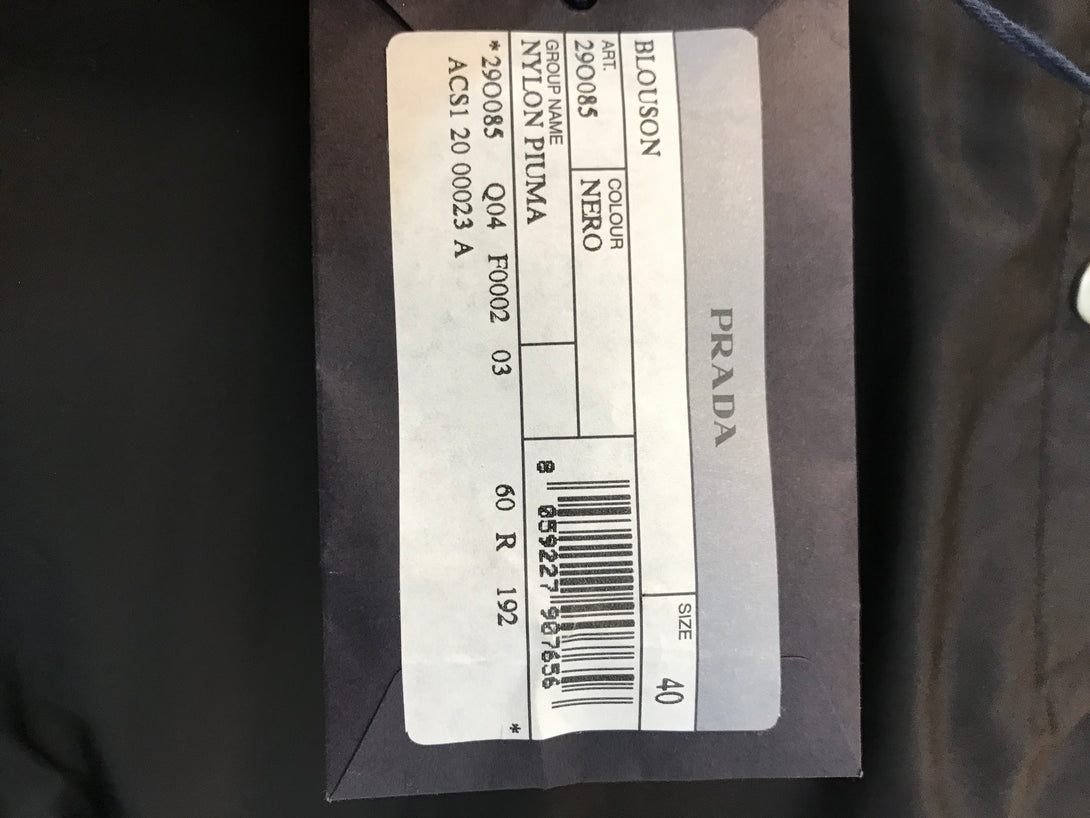 PRADA
SIZE
BLOUSON 40
ART. COLOUR
290085 NERO
GROUP NAME
NYLON PIUMA
8 059227 907656
*290085 Q04 F0002 03 60 R 192 *
ACS1 20 00023 A